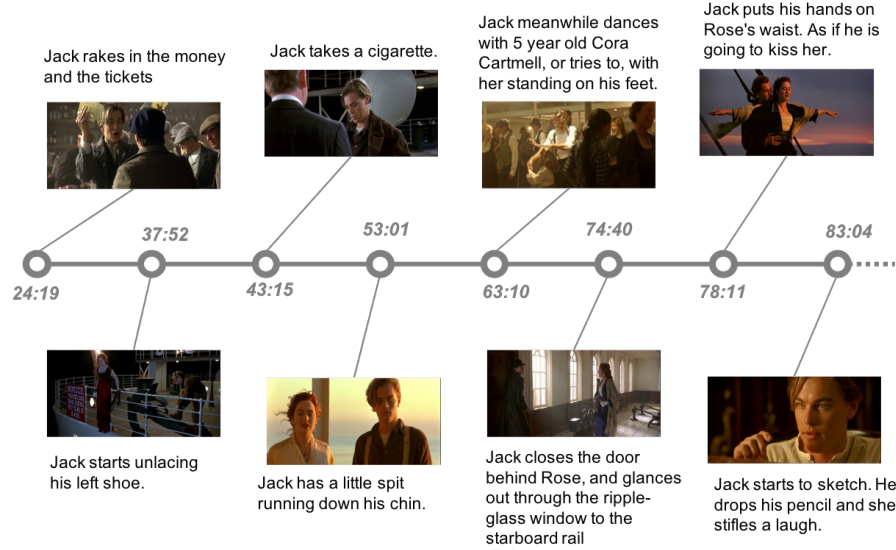 Jack rakes in the money
and the tickets
Jack takes a cigarette.
Jack meanwhile dances
with 5 year old Cora
Cartmell, or tries to, with
her standing on his feet.
Jack puts his hands on
Rose's waist. As if he is
going to kiss her.
37:52
53:01
74:40
83:04
24:19
43:15
63:10
78:11
NOTICE
Jack starts unlacing
his left shoe.
Jack has a little spit
running down his chin.
Jack closes the door
behind Rose, and glances
out through the ripple-
glass window to the
starboard rail
Jack starts to sketch. He
drops his pencil and she
stifles a laugh.